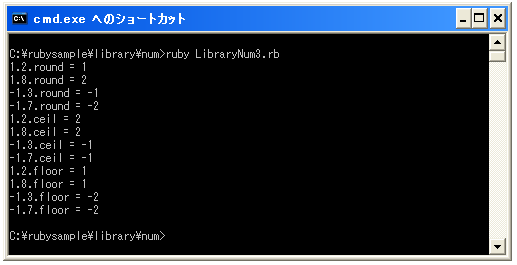 cmd.exe へのショートカット
C:¥rubysample¥library¥num>ruby LibraryNum3.rb
1.2.round = 1
1.8.round = 2
-1.3.round = -1
-1.7.round = -2
1.2.ceil = 2
1.8.ceil = 2
-1.3.ceil = -1
-1.7.ceil = -1
1.2.floor = 1
1.8.floor = 1
-1.3.floor = -2
-1.7.floor = -2
C:¥rubysample¥library¥num>